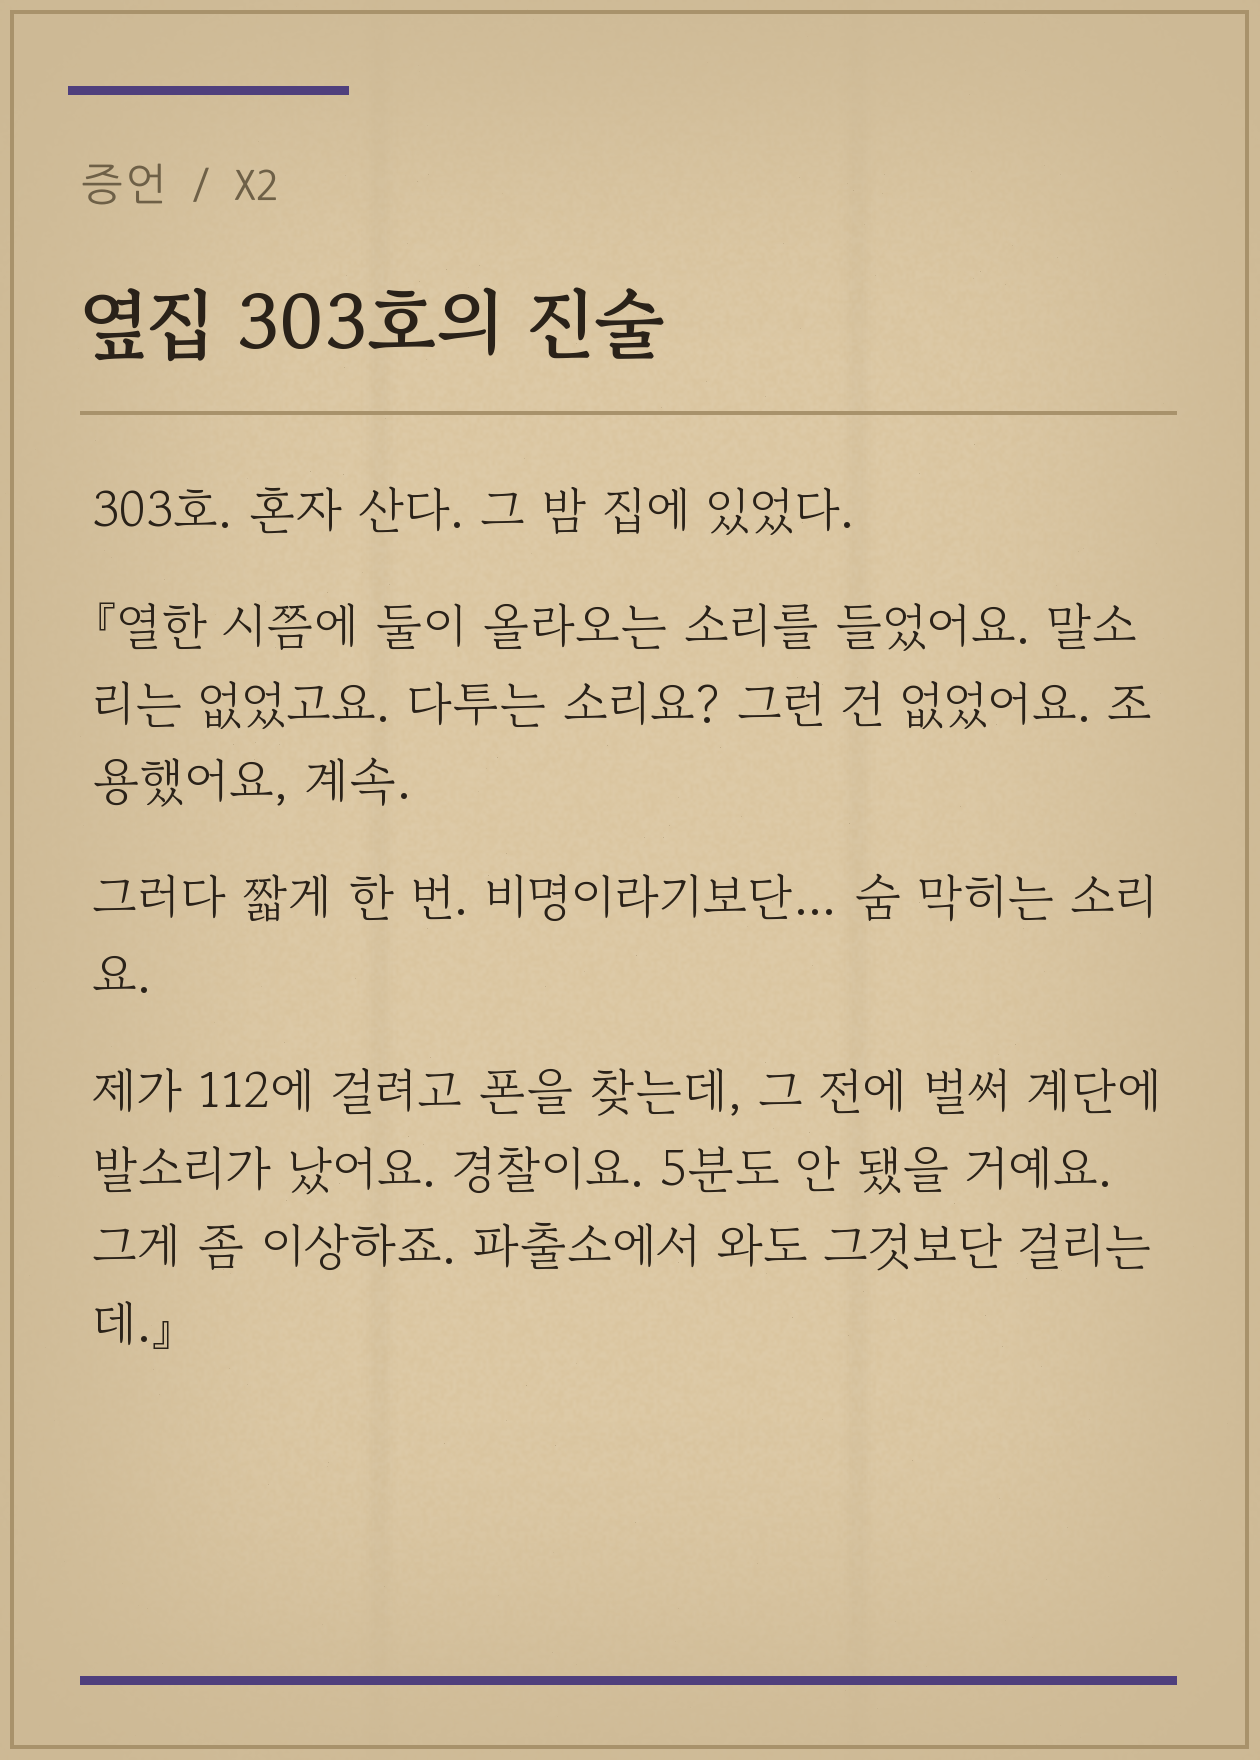 증언 / X2
옆집 303호의 진술
303호. 혼자 산다. 그 밤 집에 있었다.
『열한 시쯤에 둘이 올라오는 소리를 들었어요. 말소
리는 없었고요. 다투는 소리요? 그런 건 없었어요. 조
용했어요, 계속.
그러다 짧게 한 번. 비명이라기보단... 숨 막히는 소리
요.
제가 112에 걸려고 폰을 찾는데, 그 전에 벌써 계단에
발소리가 났어요. 경찰이요. 5분도 안 됐을 거예요.
그게 좀 이상하죠. 파출소에서 와도 그것보단 걸리는
데.』